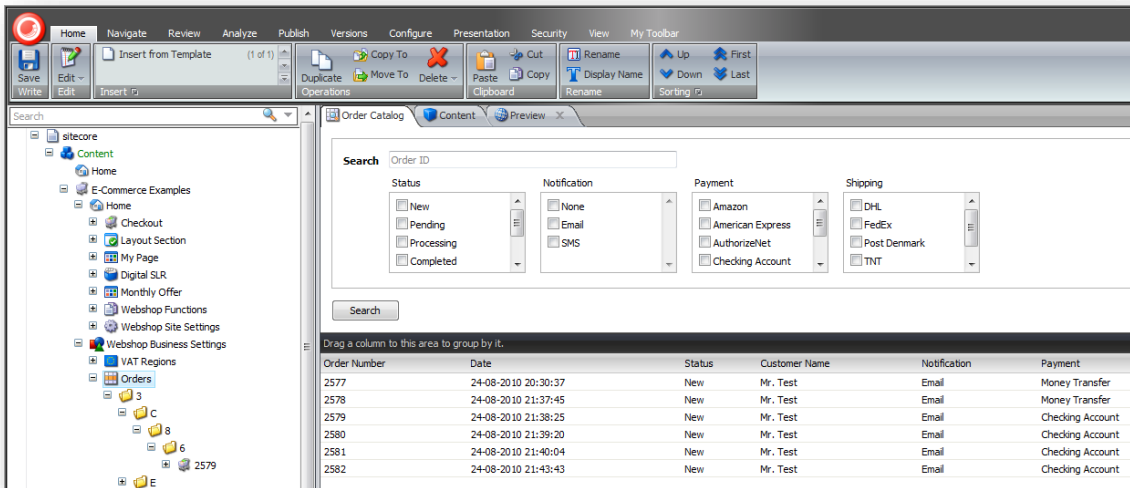 Home Navigate Review Analyze Publish Versions Configure Presentation Security View My Toolbar
Save
Write
Edit
Edit
Insert from Template (1 of 1)
Insert
Duplicate
Copy To
Move To
Delete
Operations
Paste
Cut
Copy
Clipboard
Rename
Display Name
Rename
Up
Down
First
Last
Sorting
Search
sitecore
Content
Home
E-Commerce Examples
Home
Checkout
Layout Section
My Page
Digital SLR
Monthly Offer
Webshop Functions
Webshop Site Settings
Webshop Business Settings
VAT Regions
Orders
3
C
8
6
2579
E
Order Catalog Content Preview X
Search Order ID
Status
New
Pending
Processing
Completed
Notification
None
Email
SMS
Payment
Amazon
American Express
AuthorizeNet
Checking Account
Shipping
DHL
FedEx
Post Denmark
TNT
Search
Drag a column to this area to group by it.
Order Number Date Status Customer Name Notification Payment
2577 24-08-2010 20:30:37 New Mr. Test Email Money Transfer
2578 24-08-2010 21:37:45 New Mr. Test Email Money Transfer
2579 24-08-2010 21:38:25 New Mr. Test Email Checking Account
2580 24-08-2010 21:39:20 New Mr. Test Email Checking Account
2581 24-08-2010 21:40:04 New Mr. Test Email Checking Account
2582 24-08-2010 21:43:43 New Mr. Test Email Checking Account